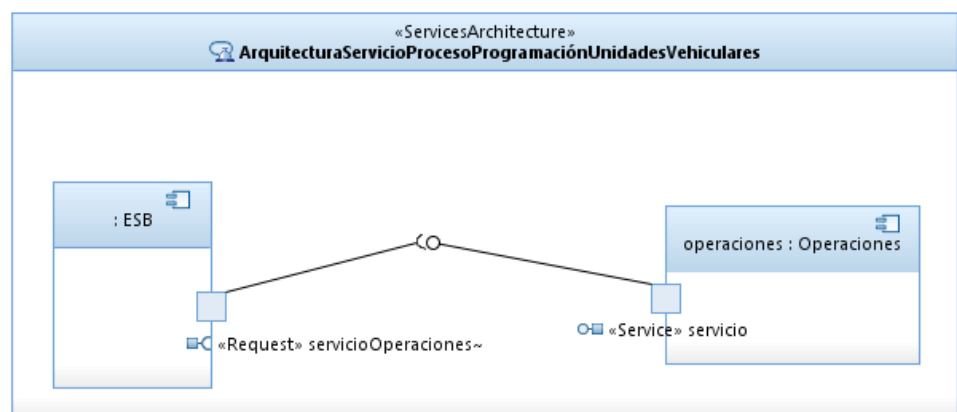 «ServicesArchitecture»
ArquitecturaServicioProcesoProgramaciónUnidadesVehiculares
: ESB
operaciones : Operaciones
«Request» servicioOperaciones~
«Service» servicio